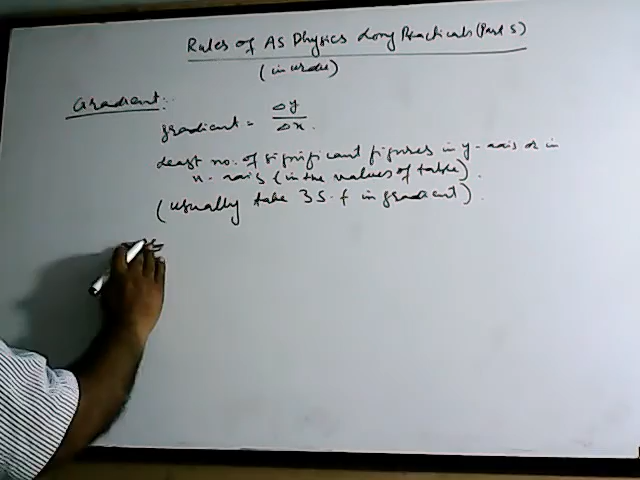 Rules of AS Physics Long Practicals (Part 5)
(in urdu)
Gradient:
gradient = Δy / Δx.
least no. of significant figures in y-axis or in
x-axis (in the values of table).
(usually take 3 s.f in gradient).